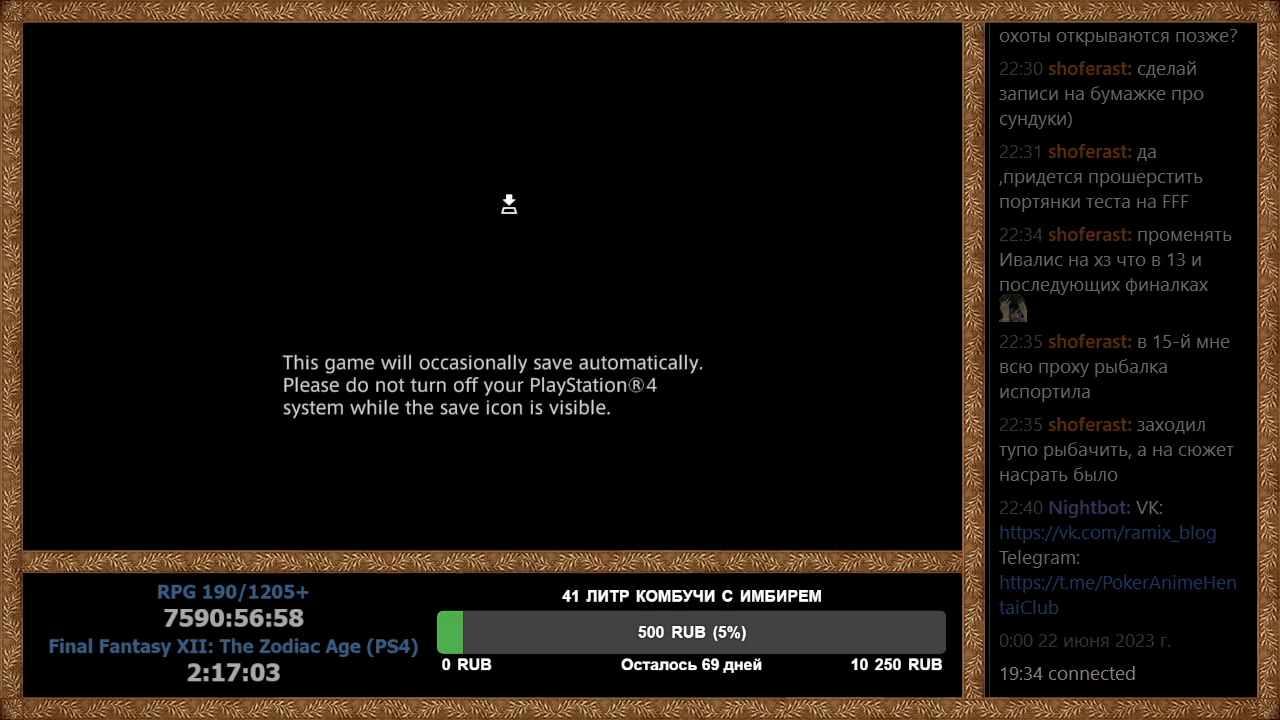 This game will occasionally save automatically.
Please do not turn off your PlayStation®4
system while the save icon is visible.
RPG 190/1205+
7590:56:58
Final Fantasy XII: The Zodiac Age (PS4)
2:17:03
41 ЛИТР КОМБУЧИ С ИМБИРЕМ
500 RUB (5%)
0 RUB
Осталось 69 дней
10 250 RUB
охоты открываются позже?
22:30 shoferast: сделай
записи на бумажке про
сундуки)
22:31 shoferast: да
,придется прошерстить
портянки теста на FFF
22:34 shoferast: променять
Ивалис на хз что в 13 и
последующих финалках
22:35 shoferast: в 15-й мне
всю проху рыбалка
испортила
22:35 shoferast: заходил
тупо рыбачить, а на сюжет
насрать было
22:40 Nightbot: VK:
https://vk.com/ramix_blog
Telegram:
https://t.me/PokerAnimeHen
taiClub
0:00 22 июня 2023 г.
19:34 connected